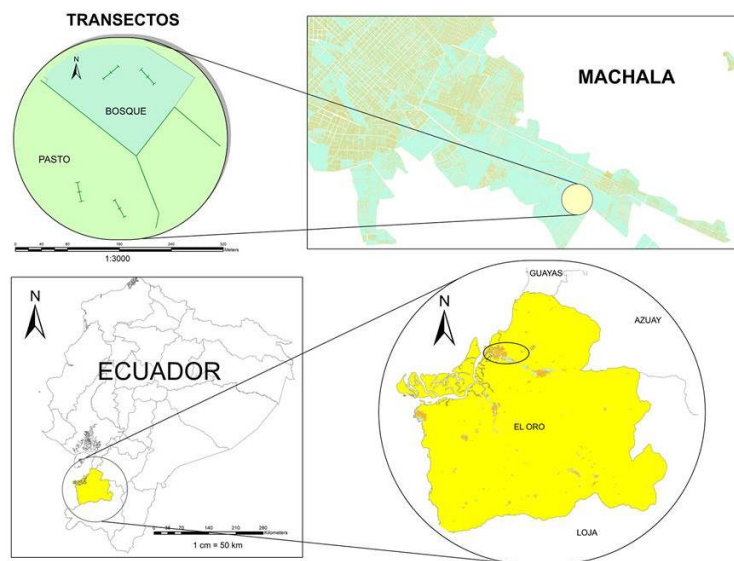 TRANSECTOS
N
BOSQUE
PASTO
Meters
1:3000
MACHALA
N
ECUADOR
Kilometers
1 cm = 50 km
N
GUAYAS
AZUAY
EL ORO
LOJA